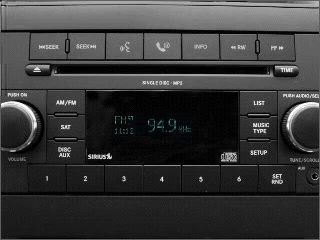 SEEK
SEEK
INFO
RW
FF
TIME
SINGLE DISC · MP3
PUSH ON
PUSH AUDIO/SEL
AM/FM
LIST
SAT
MUSIC
TYPE
DISC
AUX
SETUP
94.9
SIRIUS
VOLUME
TUNE/SCROLL
AUX
1
2
3
4
5
6
SET
RND